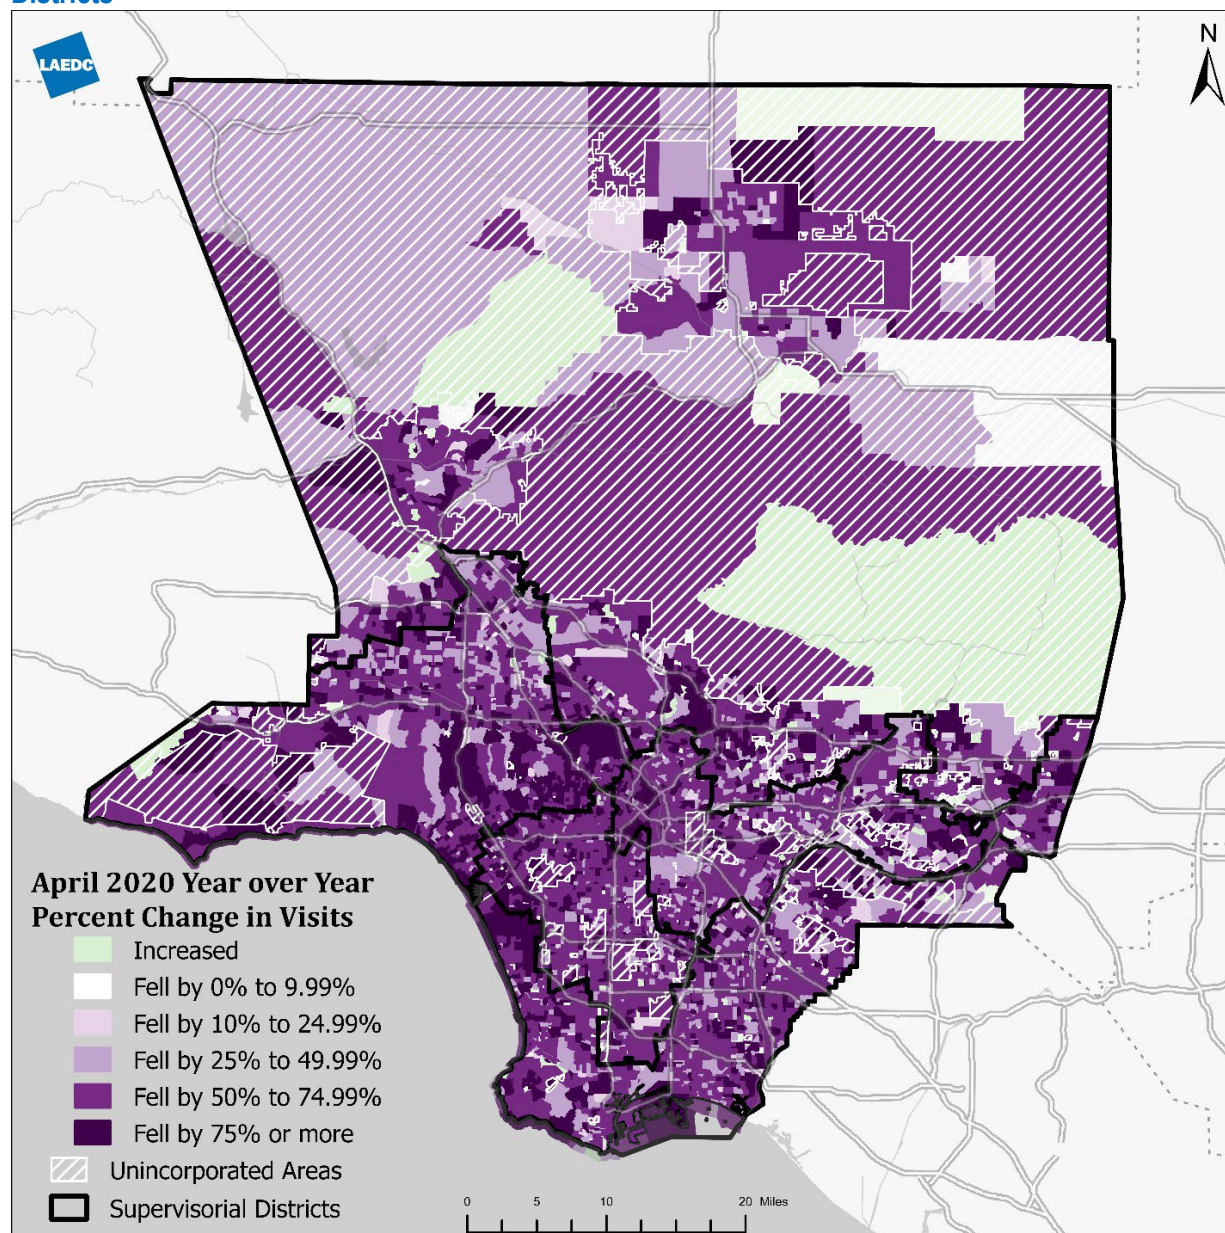 Districts
LAEDC
N
April 2020 Year over Year
Percent Change in Visits
Increased
Fell by 0% to 9.99%
Fell by 10% to 24.99%
Fell by 25% to 49.99%
Fell by 50% to 74.99%
Fell by 75% or more
Unincorporated Areas
Supervisorial Districts
0 5 10 20 Miles